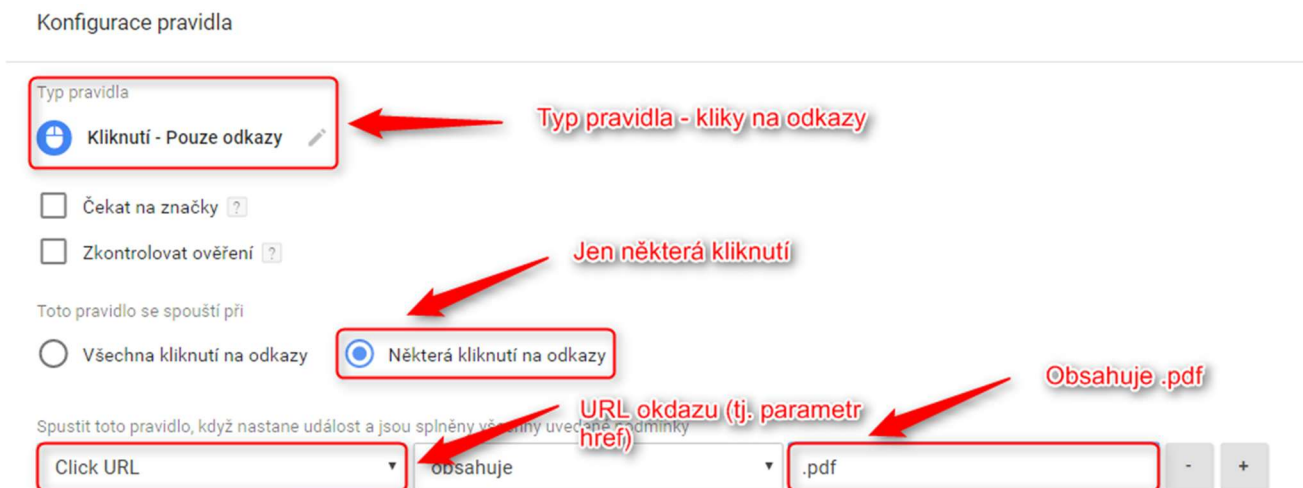 Konfigurace pravidla
Typ pravidla
Kliknutí - Pouze odkazy
Typ pravidla - kliky na odkazy
Čekat na značky ?
Zkontrolovat ověření ?
Jen některá kliknutí
Toto pravidlo se spouští při
Všechna kliknutí na odkazy
Některá kliknutí na odkazy
Obsahuje .pdf
URL okdazu (tj. parametr
href)
Spustit toto pravidlo, když nastane událost a jsou splněny všechny uvedené podmínky
Click URL
obsahuje
.pdf
- +